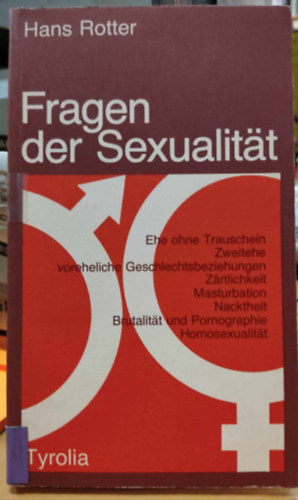 Hans Rotter
Fragen
der Sexualität
Ehe ohne Trauschein
Zweitehe
voreheliche Geschlechtsbeziehungen
Zärtlichkeit
Masturbation
Nacktheit
Brutalität und Pornographie
Homosexualität
Tyrolia